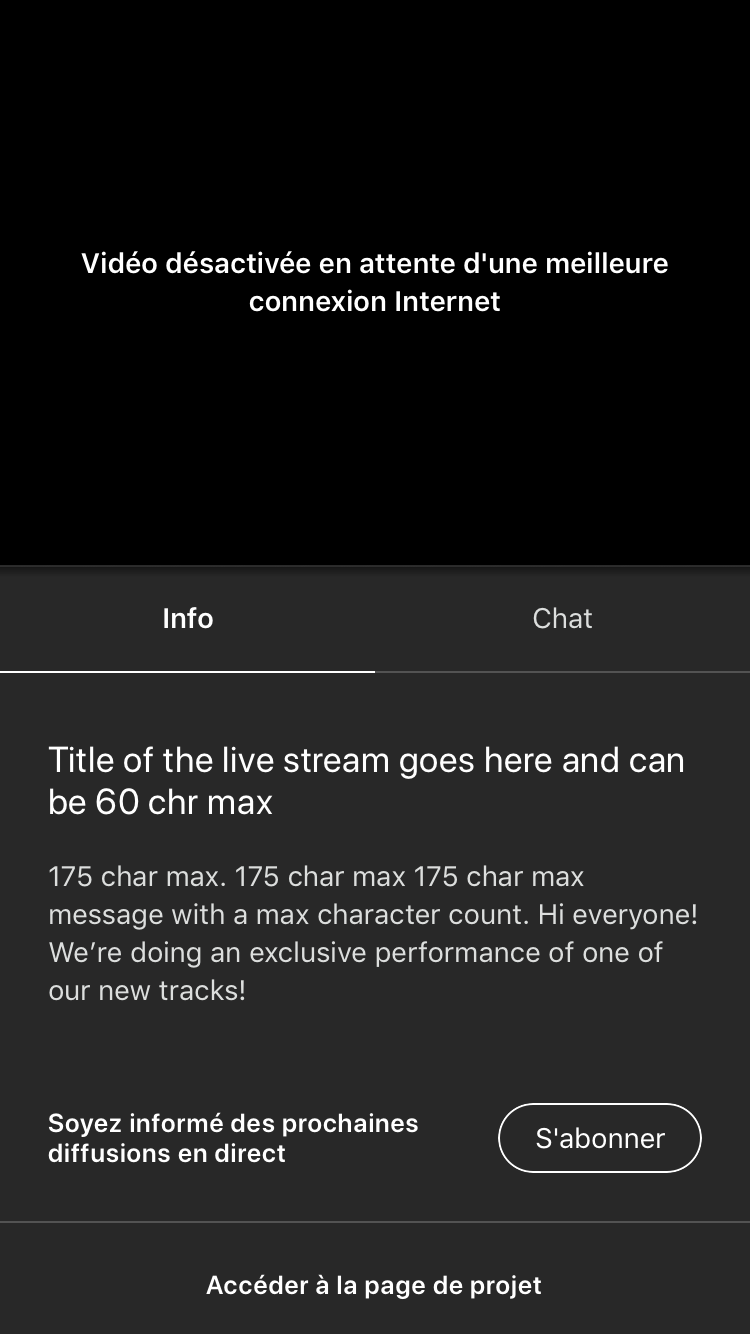 Vidéo désactivée en attente d'une meilleure
connexion Internet
Info
Chat
Title of the live stream goes here and can
be 60 chr max
175 char max. 175 char max 175 char max
message with a max character count. Hi everyone!
We’re doing an exclusive performance of one of
our new tracks!
Soyez informé des prochaines
diffusions en direct
S'abonner
Accéder à la page de projet